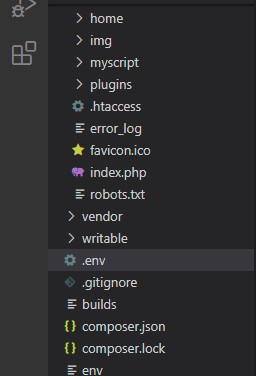 home
img
myscript
plugins
.htaccess
error_log
favicon.ico
index.php
robots.txt
vendor
writable
.env
.gitignore
builds
composer.json
composer.lock
env